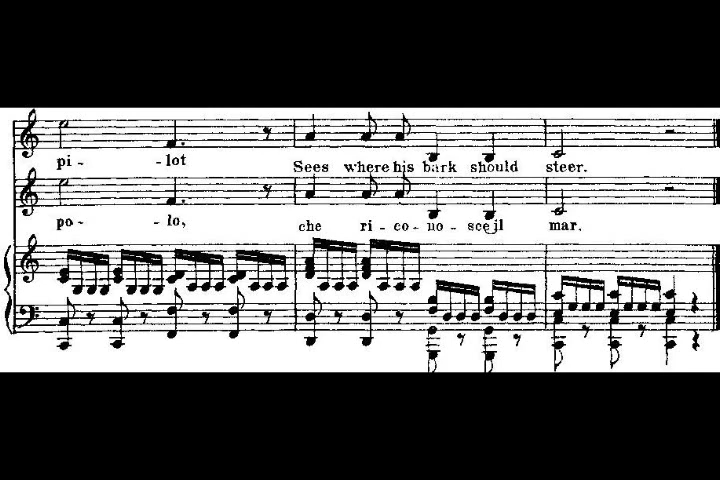 pi - - lot Sees where his bark should steer.
po - - lo, che ri - co - no - sce il mar.